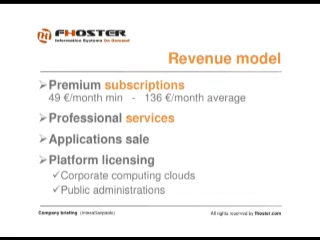 FHOSTER
Information Systems On Demand
Revenue model
Premium subscriptions
49 €/month min - 136 €/month average
Professional services
Applications sale
Platform licensing
Corporate computing clouds
Public administrations
Company briefing (Intesa
All rights reserved by fhoster.com